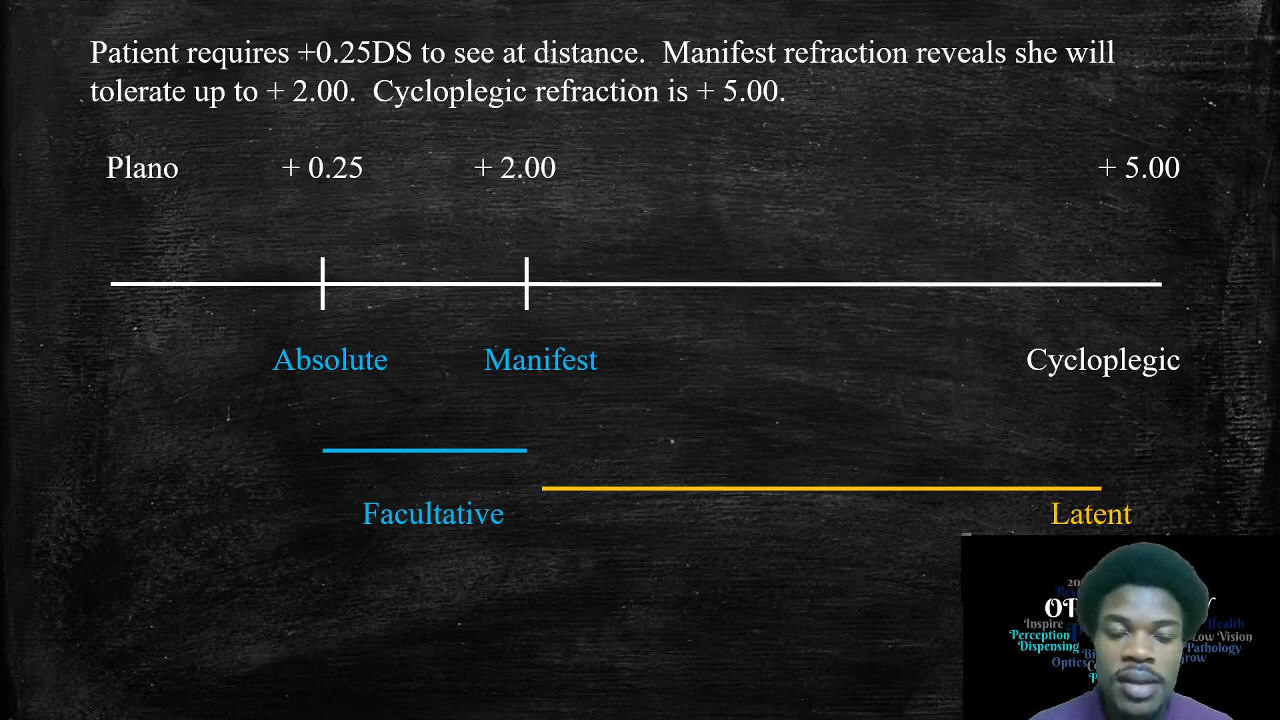 Patient requires +0.25DS to see at distance.  Manifest refraction reveals she will
tolerate up to + 2.00.  Cycloplegic refraction is + 5.00.
Plano + 0.25 + 2.00 + 5.00
Absolute Manifest Cycloplegic
Facultative Latent
Inspire
Perception
Dispensing
Optics
Health
Low Vision
Pathology